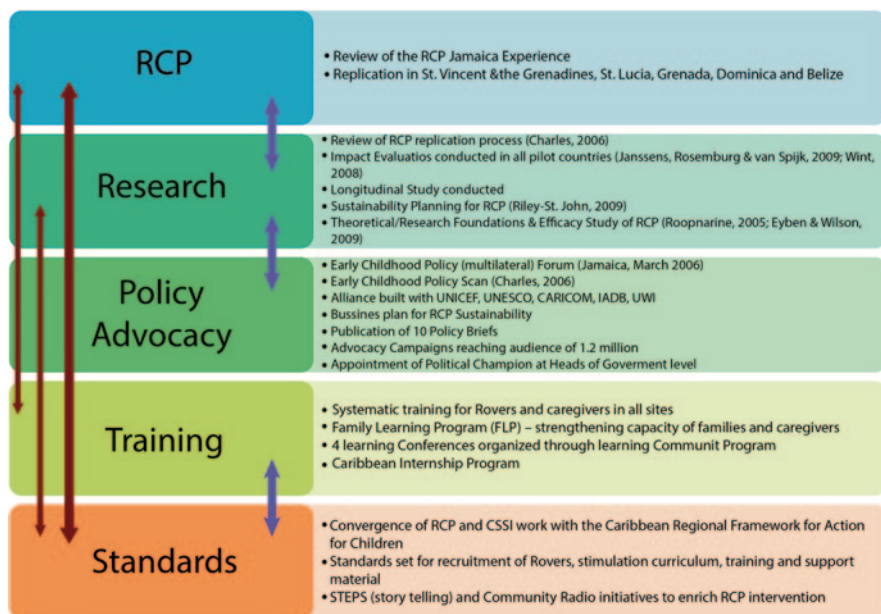 RCP
• Review of the RCP Jamaica Experience
• Replication in St. Vincent &the Grenadines, St. Lucia, Grenada, Dominica and Belize
Research
• Review of RCP replication process (Charles, 2006)
• Impact Evaluatios conducted in all pilot countries (Janssens, Rosemburg & van Spijk, 2009; Wint,
2008)
• Longitudinal Study conducted
• Sustainability Planning for RCP (Riley-St. John, 2009)
• Theoretical/Research Foundations & Efficacy Study of RCP (Roopnarine, 2005; Eyben & Wilson,
2009)
Policy
Advocacy
• Early Childhood Policy (multilateral) Forum (Jamaica, March 2006)
• Early Childhood Policy Scan (Charles, 2006)
• Alliance built with UNICEF, UNESCO, CARICOM, IADB, UWI
• Bussines plan for RCP Sustainability
• Publication of 10 Policy Briefs
• Advocacy Campaigns reaching audience of 1.2 million
• Appointment of Political Champion at Heads of Goverment level
Training
• Systematic training for Rovers and caregivers in all sites
• Family Learning Program (FLP) – strengthening capacity of families and caregivers
• 4 learning Conferences organized through learning Communit Program
• Caribbean Internship Program
Standards
• Convergence of RCP and CSSI work with the Caribbean Regional Framework for Action
for Children
• Standards set for recruitment of Rovers, stimulation curriculum, training and support
material
• STEPS (story telling) and Community Radio initiatives to enrich RCP intervention